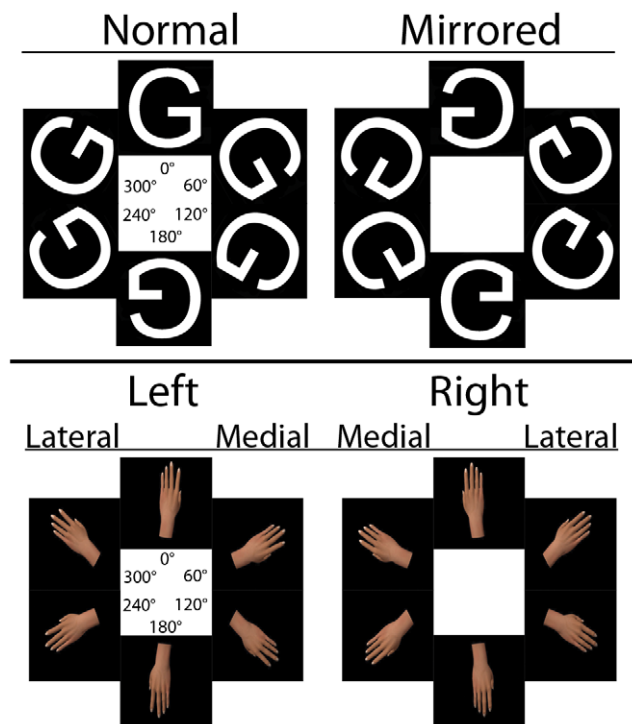 Normal Mirrored
G G
G G G G
0°
300° 60°
240° 120°
180°
G G G G
G G
Left Right
Lateral Medial Medial Lateral
0°
300° 60°
240° 120°
180°